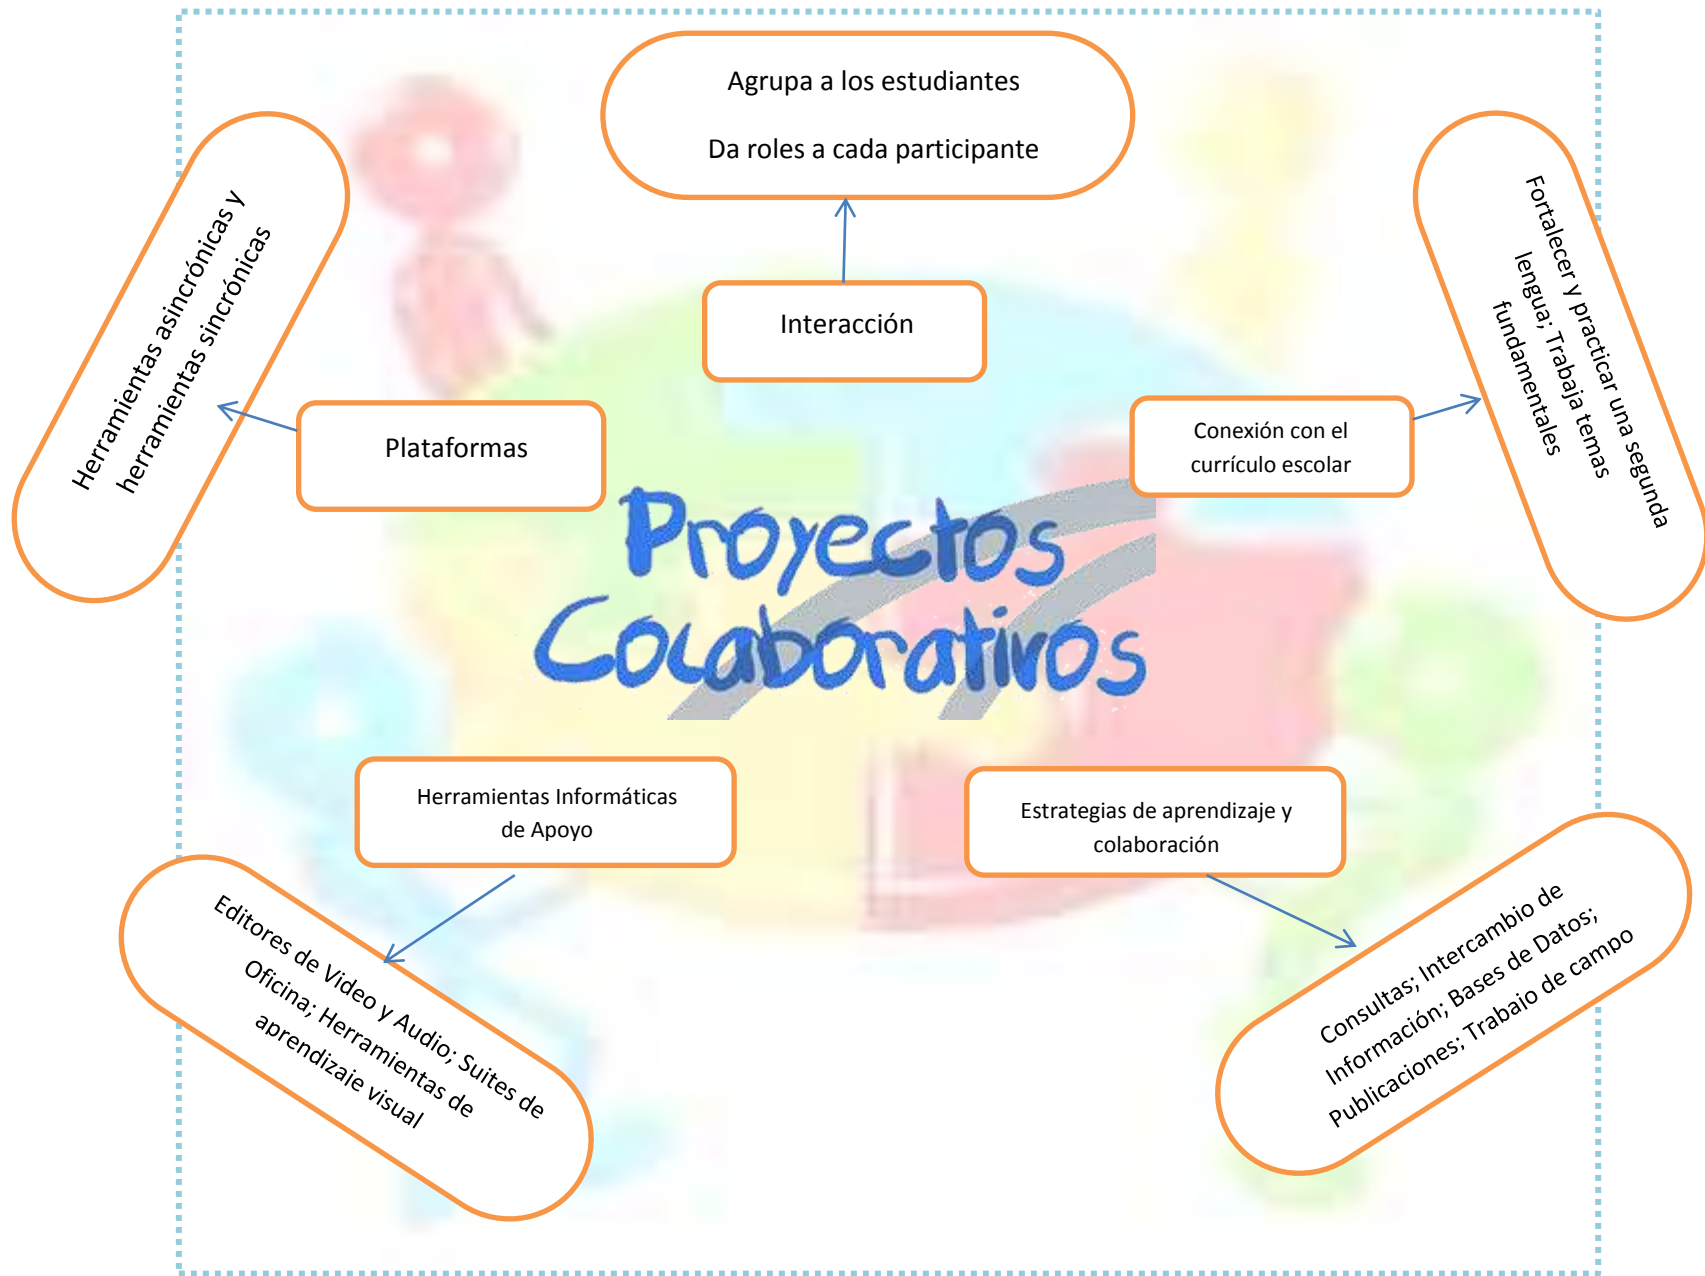 Agrupa a los estudiantes
Da roles a cada participante
Interacción
Herramientas asincrónicas y
herramientas sincrónicas
Plataformas
Fortalecer y practicar una segunda
lengua; Trabaja temas
fundamentales
Conexión con el
currículo escolar
Proyectos
Colaborativos
Herramientas Informáticas
de Apoyo
Estrategias de aprendizaje y
colaboración
Editores de Video y Audio; Suites de
Oficina; Herramientas de
aprendizaje visual
Consultas; Intercambio de
Información; Bases de Datos;
Publicaciones; Trabajo de campo